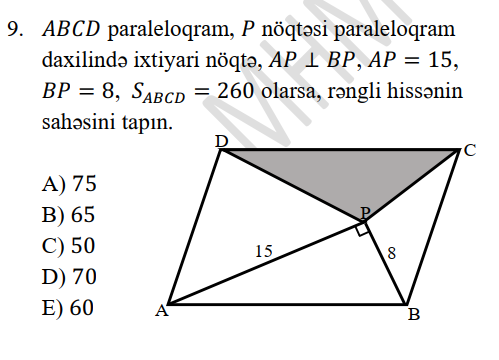 9. ABCD paraleloqram, P nöqtəsi paraleloqram
daxilində ixtiyari nöqtə, AP ⊥ BP, AP = 15,
BP = 8, S_ABCD = 260 olarsa, rəngli hissənin
sahəsini tapın.
A) 75
B) 65
C) 50
D) 70
E) 60
D
C
P
15
8
A
B
MHM